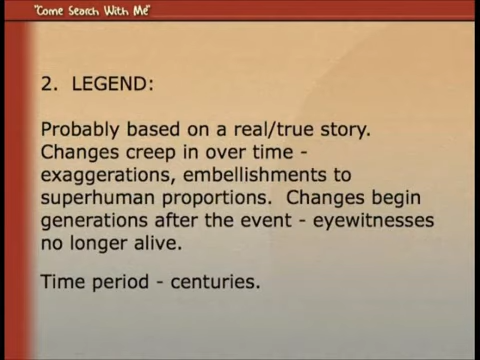 "Come Search With Me"
2.  LEGEND:
Probably based on a real/true story.
Changes creep in over time -
exaggerations, embellishments to
superhuman proportions.  Changes begin
generations after the event - eyewitnesses
no longer alive.
Time period - centuries.